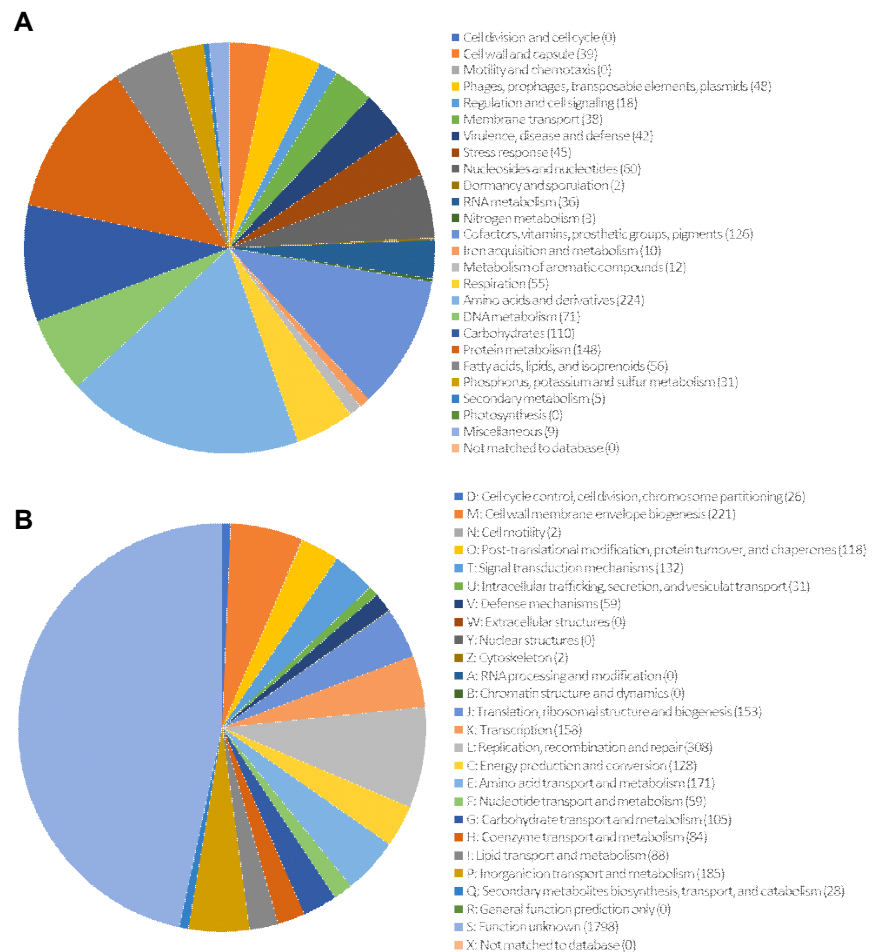 A
Cell division and cell cycle (0)
Cell wall and capsule (39)
Motility and chemotaxis (0)
Phages, prophages, transposable elements, plasmids (48)
Regulation and cell signaling (18)
Membrane transport (38)
Virulence, disease and defense (42)
Stress response (45)
Nucleosides and nucleotides (60)
Dormancy and sporulation (2)
RNA metabolism (36)
Nitrogen metabolism (3)
Cofactors, vitamins, prosthetic groups, pigments (126)
Iron acquisition and metabolism (10)
Metabolism of aromatic compounds (12)
Respiration (55)
Amino acids and derivatives (224)
DNA metabolism (71)
Carbohydrates (110)
Protein metabolism (148)
Fatty acids, lipids, and isoprenoids (56)
Phosphorus, potassium and sulfur metabolism (31)
Secondary metabolism (5)
Photosynthesis (0)
Miscellaneous (9)
Not matched to database (0)
B
D: Cell cycle control, cell division, chromosome partitioning (26)
M: Cell wall membrane envelope biogenesis (221)
N: Cell motility (2)
O: Post-translational modification, protein turnover, and chaperones (118)
T: Signal transduction mechanisms (132)
U: Intracellular trafficking, secretion, and vesiculat transport (31)
V: Defense mechanisms (59)
W: Extracellular structures (0)
Y: Nuclear structures (0)
Z: Cytoskeleton (2)
A: RNA processing and modification (0)
B: Chromatin structure and dynamics (0)
J: Translation, ribosomal structure and biogenesis (153)
K: Transcription (158)
L: Replication, recombination and repair (308)
C: Energy production and conversion (128)
E: Amino acid transport and metabolism (171)
F: Nucleotide transport and metabolism (59)
G: Carbohydrate transport and metabolism (105)
H: Coenzyme transport and metabolism (84)
I: Lipid transport and metabolism (88)
P: Inorganic ion transport and metabolism (185)
Q: Secondary metabolites biosynthesis, transport, and catabolism (28)
R: General function prediction only (0)
S: Function unknown (1798)
X: Not matched to database (0)